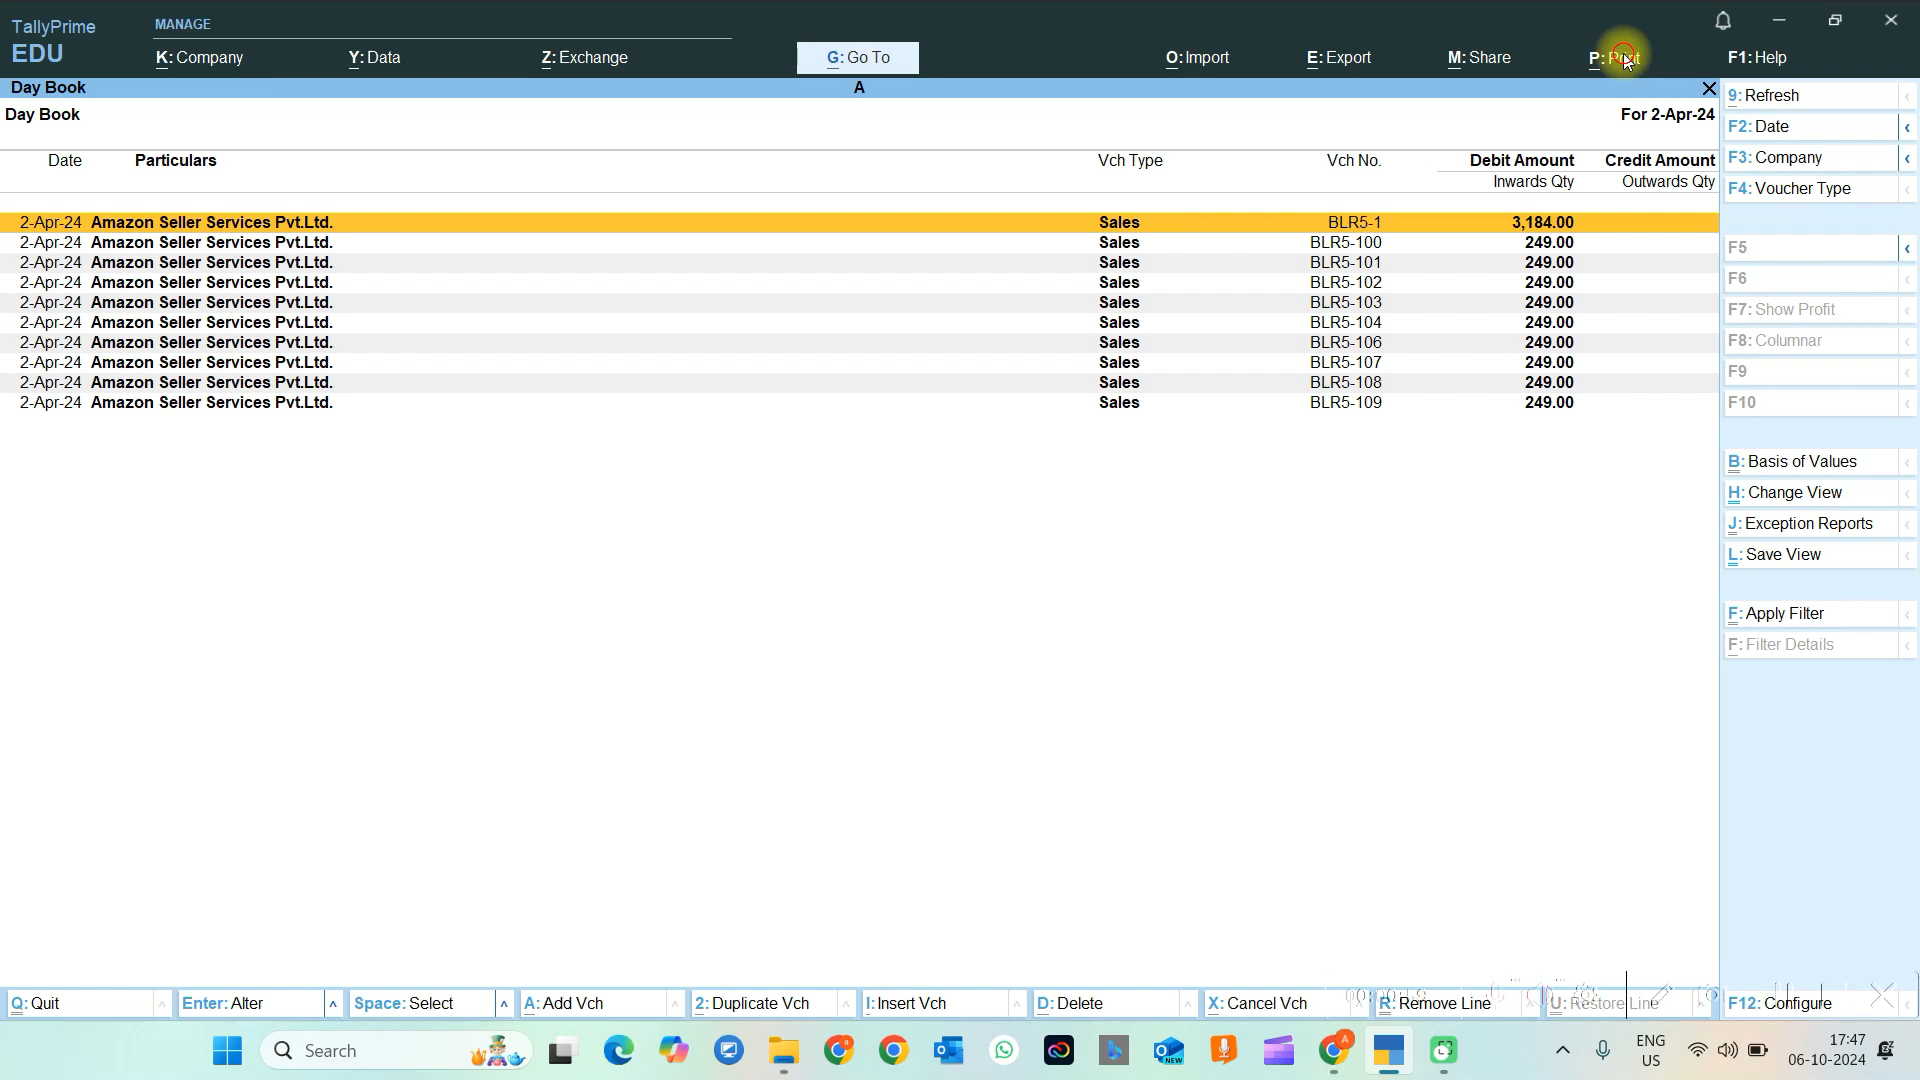 TallyPrime
EDU
MANAGE
K: Company
Y: Data
Z: Exchange
G: Go To
O: Import
E: Export
M: Share
P:
F1: Help
Day Book
A
Day Book
For 2-Apr-24
Date Particulars Vch Type Vch No. Debit Amount Credit Amount
Inwards Qty Outwards Qty
2-Apr-24 Amazon Seller Services Pvt.Ltd. Sales BLR5-1 3,184.00
2-Apr-24 Amazon Seller Services Pvt.Ltd. Sales BLR5-100 249.00
2-Apr-24 Amazon Seller Services Pvt.Ltd. Sales BLR5-101 249.00
2-Apr-24 Amazon Seller Services Pvt.Ltd. Sales BLR5-102 249.00
2-Apr-24 Amazon Seller Services Pvt.Ltd. Sales BLR5-103 249.00
2-Apr-24 Amazon Seller Services Pvt.Ltd. Sales BLR5-104 249.00
2-Apr-24 Amazon Seller Services Pvt.Ltd. Sales BLR5-106 249.00
2-Apr-24 Amazon Seller Services Pvt.Ltd. Sales BLR5-107 249.00
2-Apr-24 Amazon Seller Services Pvt.Ltd. Sales BLR5-108 249.00
2-Apr-24 Amazon Seller Services Pvt.Ltd. Sales BLR5-109 249.00
9: Refresh
F2: Date
F3: Company
F4: Voucher Type
F5
F6
F7: Show Profit
F8: Columnar
F9
F10
B: Basis of Values
H: Change View
J: Exception Reports
L: Save View
F: Apply Filter
F: Filter Details
Q: Quit
Enter: Alter
Space: Select
A: Add Vch
2: Duplicate Vch
I: Insert Vch
D: Delete
X: Cancel Vch
R: Remove Line
U: Restore Line
F12: Configure
Search
ENG
US
17:47
06-10-2024